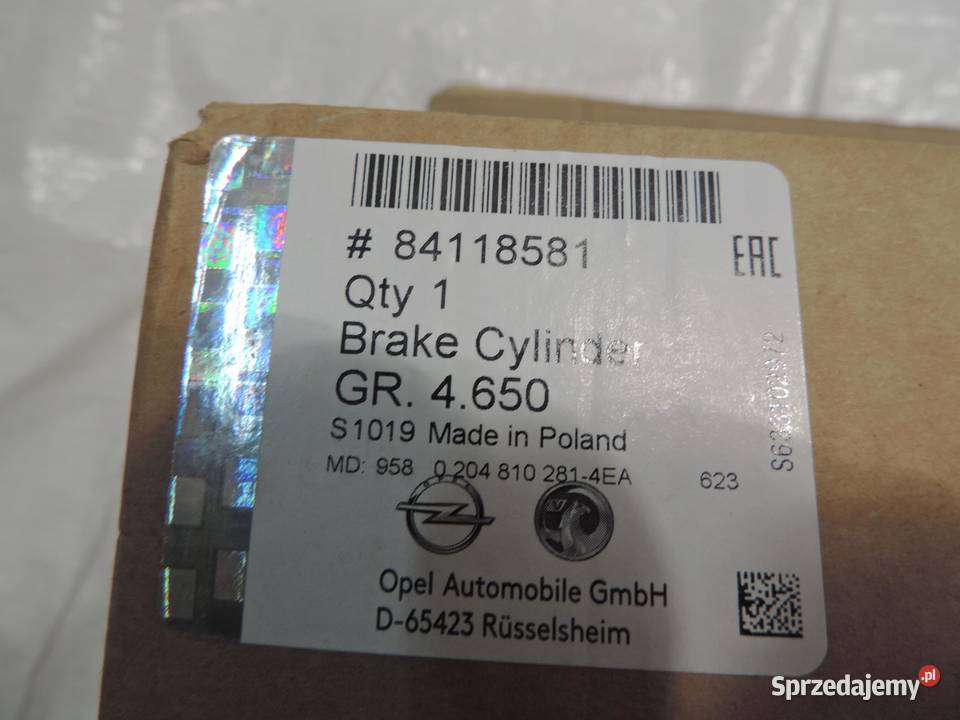 # 84118581
EAC
Qty 1
Brake Cylinder
GR. 4.650
S1019 Made in Poland
MD: 958 0 204 810 281-4EA
623
OPEL
Opel Automobile GmbH
D-65423 Rüsselsheim
Sprzedajemy.pl